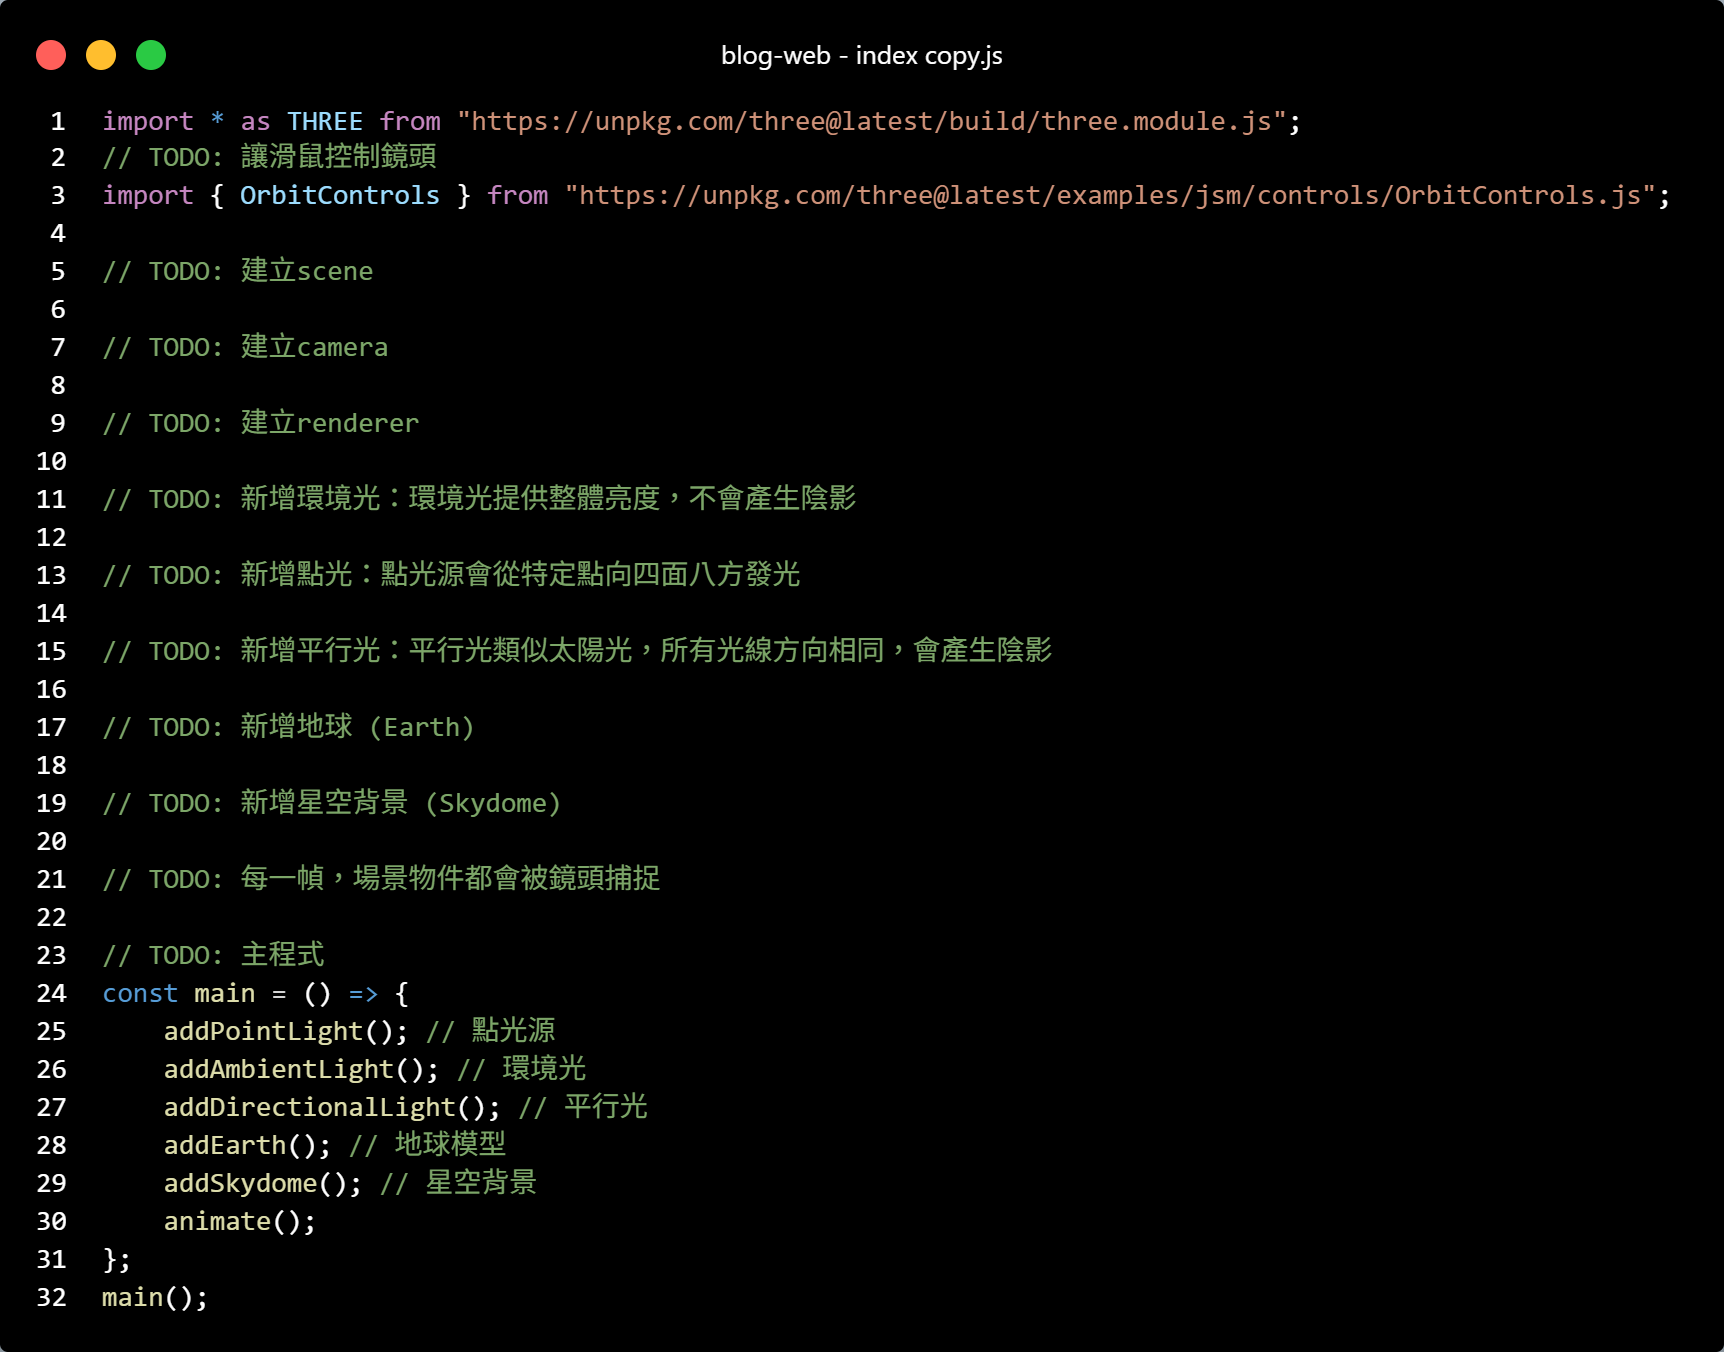 blog-web - index copy.js
1 import * as THREE from "https://unpkg.com/three@latest/build/three.module.js";
2 // TODO: 讓滑鼠控制鏡頭
3 import { OrbitControls } from "https://unpkg.com/three@latest/examples/jsm/controls/OrbitControls.js";
4
5 // TODO: 建立scene
6
7 // TODO: 建立camera
8
9 // TODO: 建立renderer
10
11 // TODO: 新增環境光：環境光提供整體亮度，不會產生陰影
12
13 // TODO: 新增點光：點光源會從特定點向四面八方發光
14
15 // TODO: 新增平行光：平行光類似太陽光，所有光線方向相同，會產生陰影
16
17 // TODO: 新增地球 (Earth)
18
19 // TODO: 新增星空背景 (Skydome)
20
21 // TODO: 每一幀，場景物件都會被鏡頭捕捉
22
23 // TODO: 主程式
24 const main = () => {
25     addPointLight(); // 點光源
26     addAmbientLight(); // 環境光
27     addDirectionalLight(); // 平行光
28     addEarth(); // 地球模型
29     addSkydome(); // 星空背景
30     animate();
31 };
32 main();